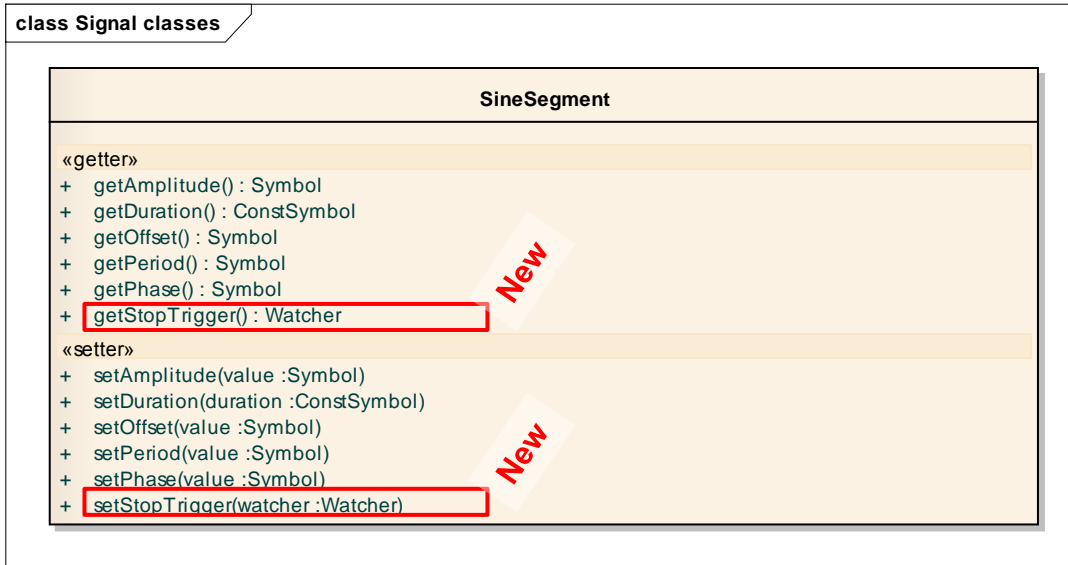 class Signal classes
SineSegment
«getter»
+ getAmplitude() : Symbol
+ getDuration() : ConstSymbol
+ getOffset() : Symbol
+ getPeriod() : Symbol
+ getPhase() : Symbol
+ getStopTrigger() : Watcher
New
«setter»
+ setAmplitude(value :Symbol)
+ setDuration(duration :ConstSymbol)
+ setOffset(value :Symbol)
+ setPeriod(value :Symbol)
+ setPhase(value :Symbol)
+ setStopTrigger(watcher :Watcher)
New